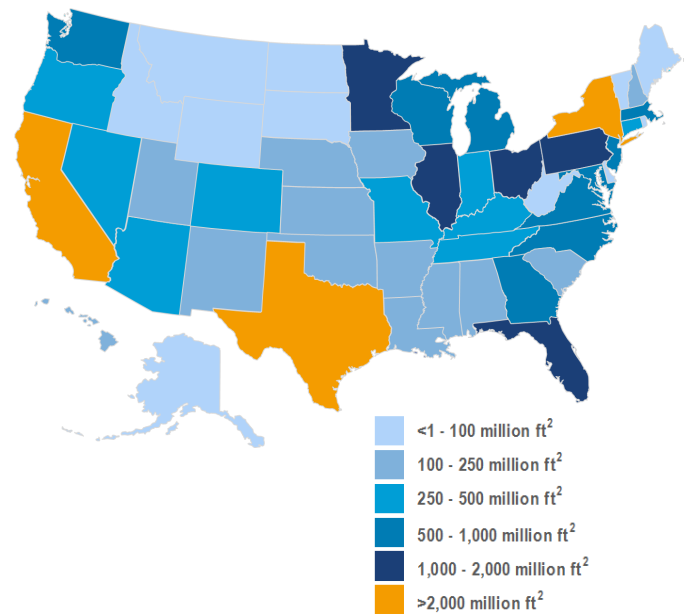 <1 - 100 million ft²
100 - 250 million ft²
250 - 500 million ft²
500 - 1,000 million ft²
1,000 - 2,000 million ft²
>2,000 million ft²